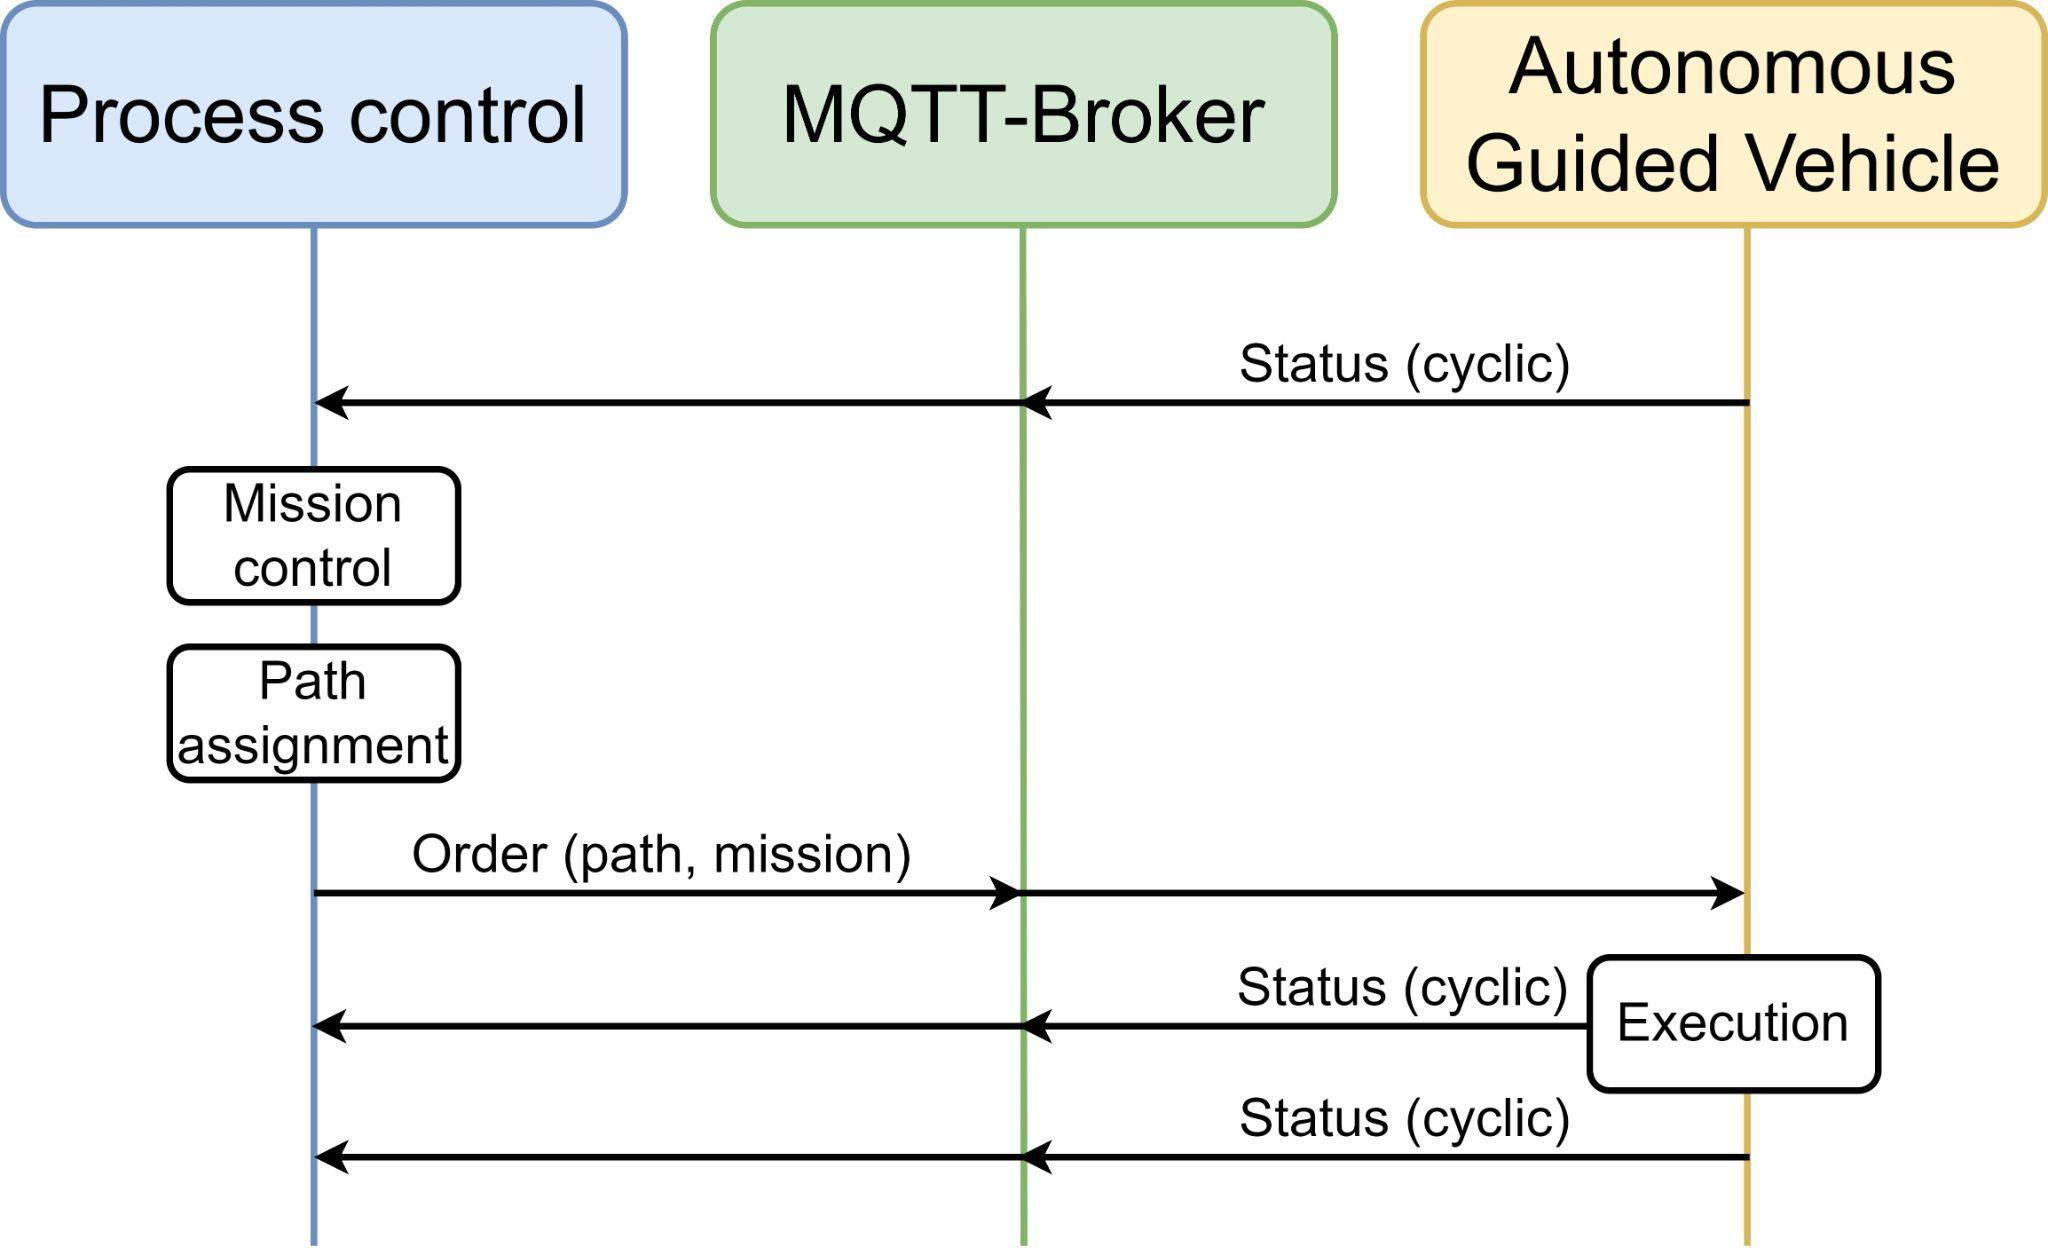 Process control
MQTT-Broker
Autonomous
Guided Vehicle
Status (cyclic)
Mission
control
Path
assignment
Order (path, mission)
Status (cyclic)
Execution
Status (cyclic)